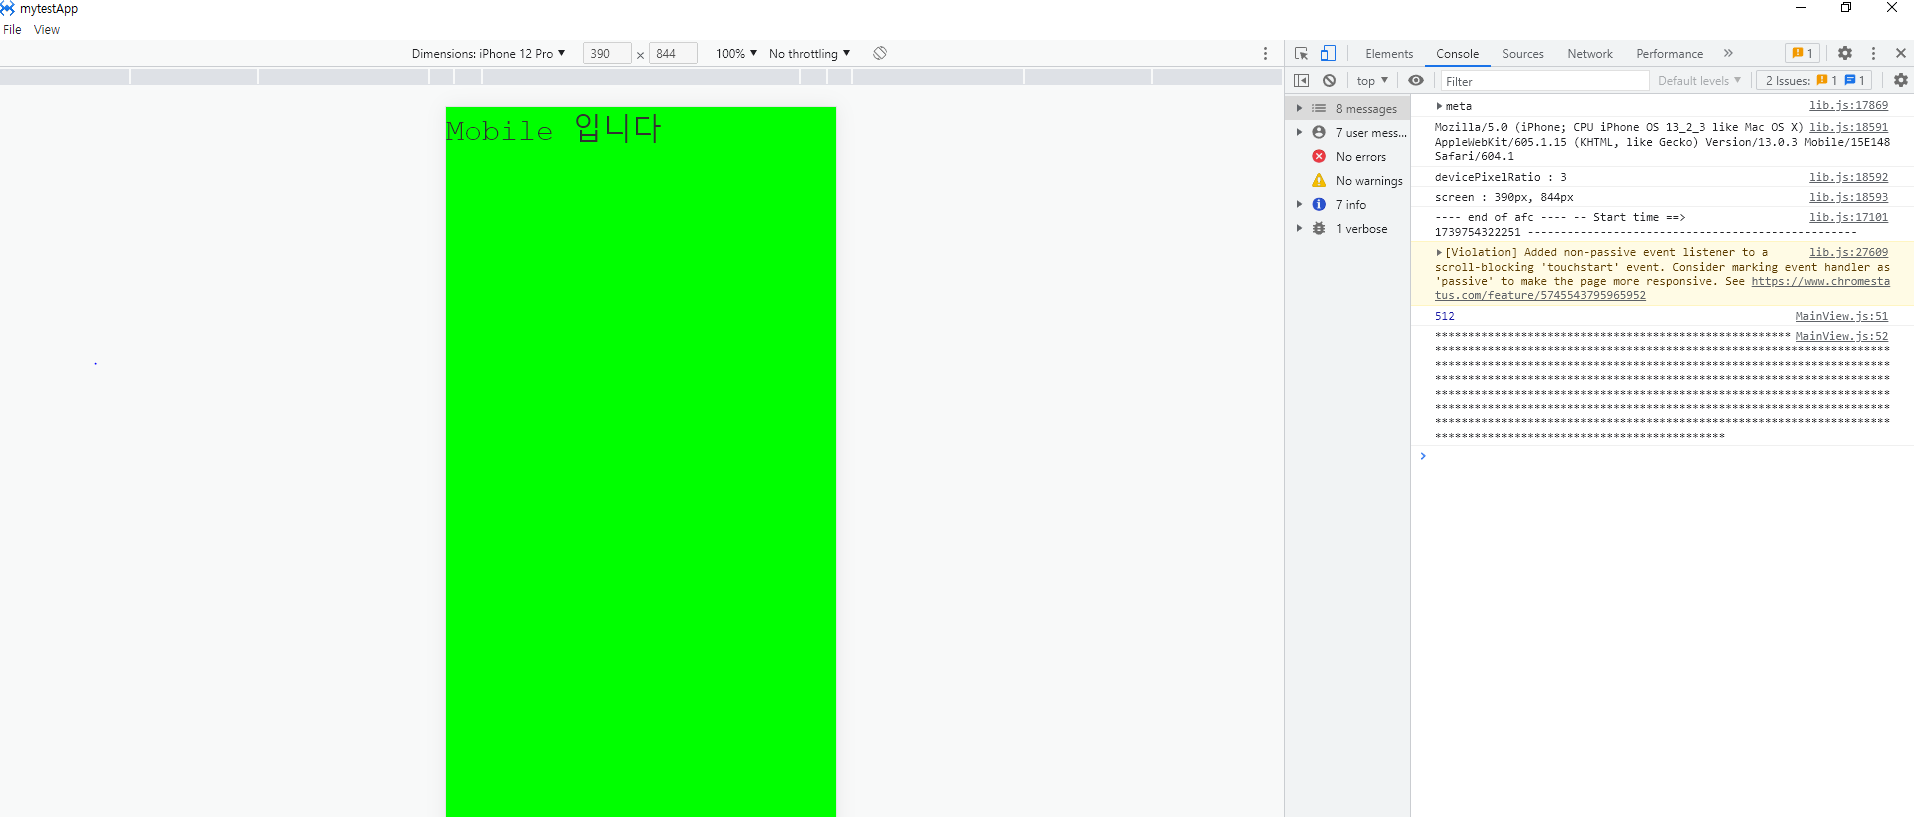 mytestApp
File View
Dimensions: iPhone 12 Pro ▼ 390 × 844 100% ▼ No throttling ▼
Mobile 입니다
Elements Console Sources Network Performance » 1
top ▼ Filter Default levels ▼ 2 Issues: 1 1
8 messages
7 user mess...
No errors
No warnings
7 info
1 verbose
meta lib.js:17869
Mozilla/5.0 (iPhone; CPU iPhone OS 13_2_3 like Mac OS X) lib.js:18591
AppleWebKit/605.1.15 (KHTML, like Gecko) Version/13.0.3 Mobile/15E148
Safari/604.1
devicePixelRatio : 3 lib.js:18592
screen : 390px, 844px lib.js:18593
---- end of afc ---- -- Start time ==> lib.js:17101
1739754322251 --------------------------------------------------
[Violation] Added non-passive event listener to a lib.js:27609
scroll-blocking 'touchstart' event. Consider marking event handler as
'passive' to make the page more responsive. See https://www.chromesta
tus.com/feature/5745543795965952
512 MainView.js:51
****************************************************** MainView.js:52
*********************************************************************
*********************************************************************
*********************************************************************
*********************************************************************
*********************************************************************
*********************************************************************
********************************************